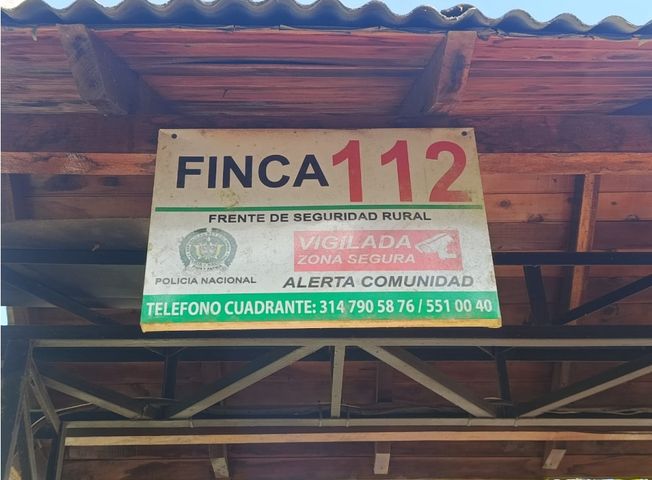 FINCA 112
FRENTE DE SEGURIDAD RURAL
VIGILADA
ZONA SEGURA
POLICIA NACIONAL
ALERTA COMUNIDAD
TELEFONO CUADRANTE: 314 790 58 76 / 551 00 40